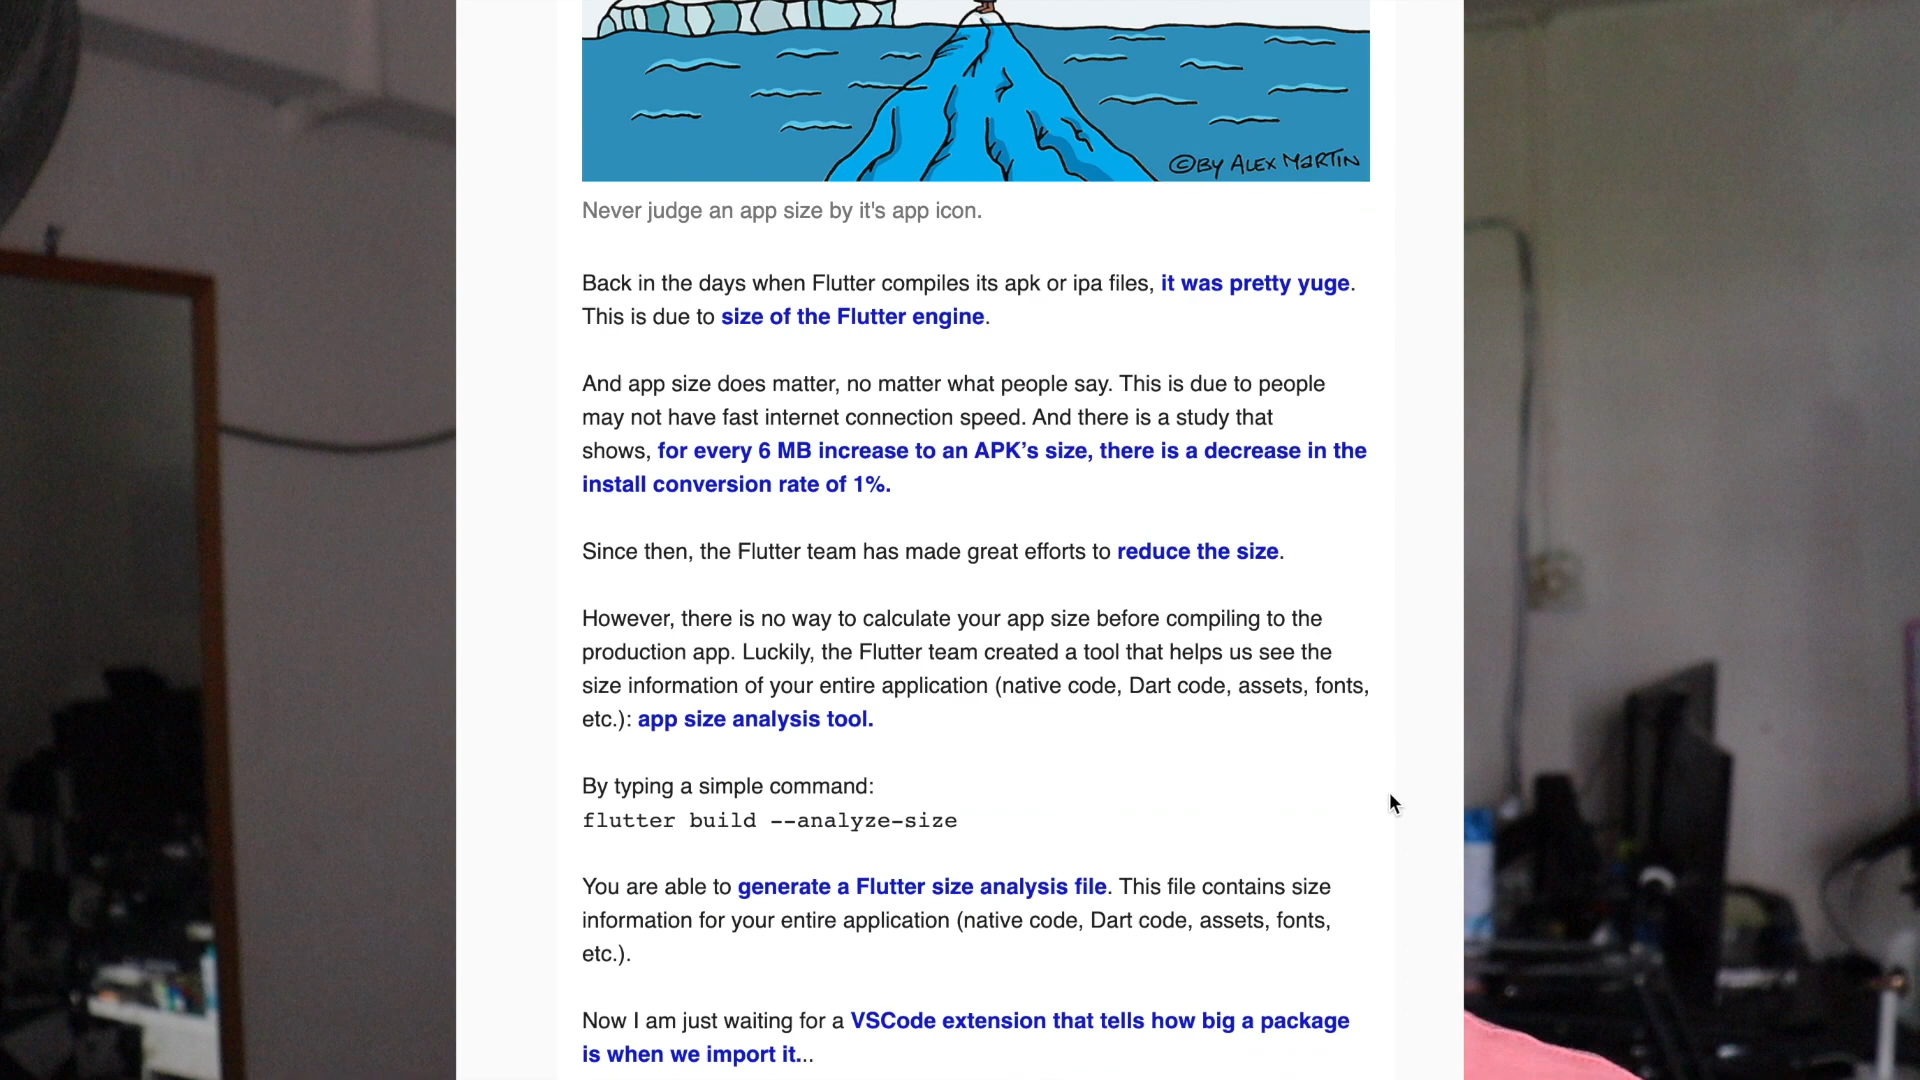 ©BY ALEX MARTIN
Never judge an app size by it's app icon.
Back in the days when Flutter compiles its apk or ipa files, it was pretty yuge.
This is due to size of the Flutter engine.
And app size does matter, no matter what people say. This is due to people
may not have fast internet connection speed. And there is a study that
shows, for every 6 MB increase to an APK’s size, there is a decrease in the
install conversion rate of 1%.
Since then, the Flutter team has made great efforts to reduce the size.
However, there is no way to calculate your app size before compiling to the
production app. Luckily, the Flutter team created a tool that helps us see the
size information of your entire application (native code, Dart code, assets, fonts,
etc.): app size analysis tool.
By typing a simple command:
flutter build --analyze-size
You are able to generate a Flutter size analysis file. This file contains size
information for your entire application (native code, Dart code, assets, fonts,
etc.).
Now I am just waiting for a VSCode extension that tells how big a package
is when we import it...